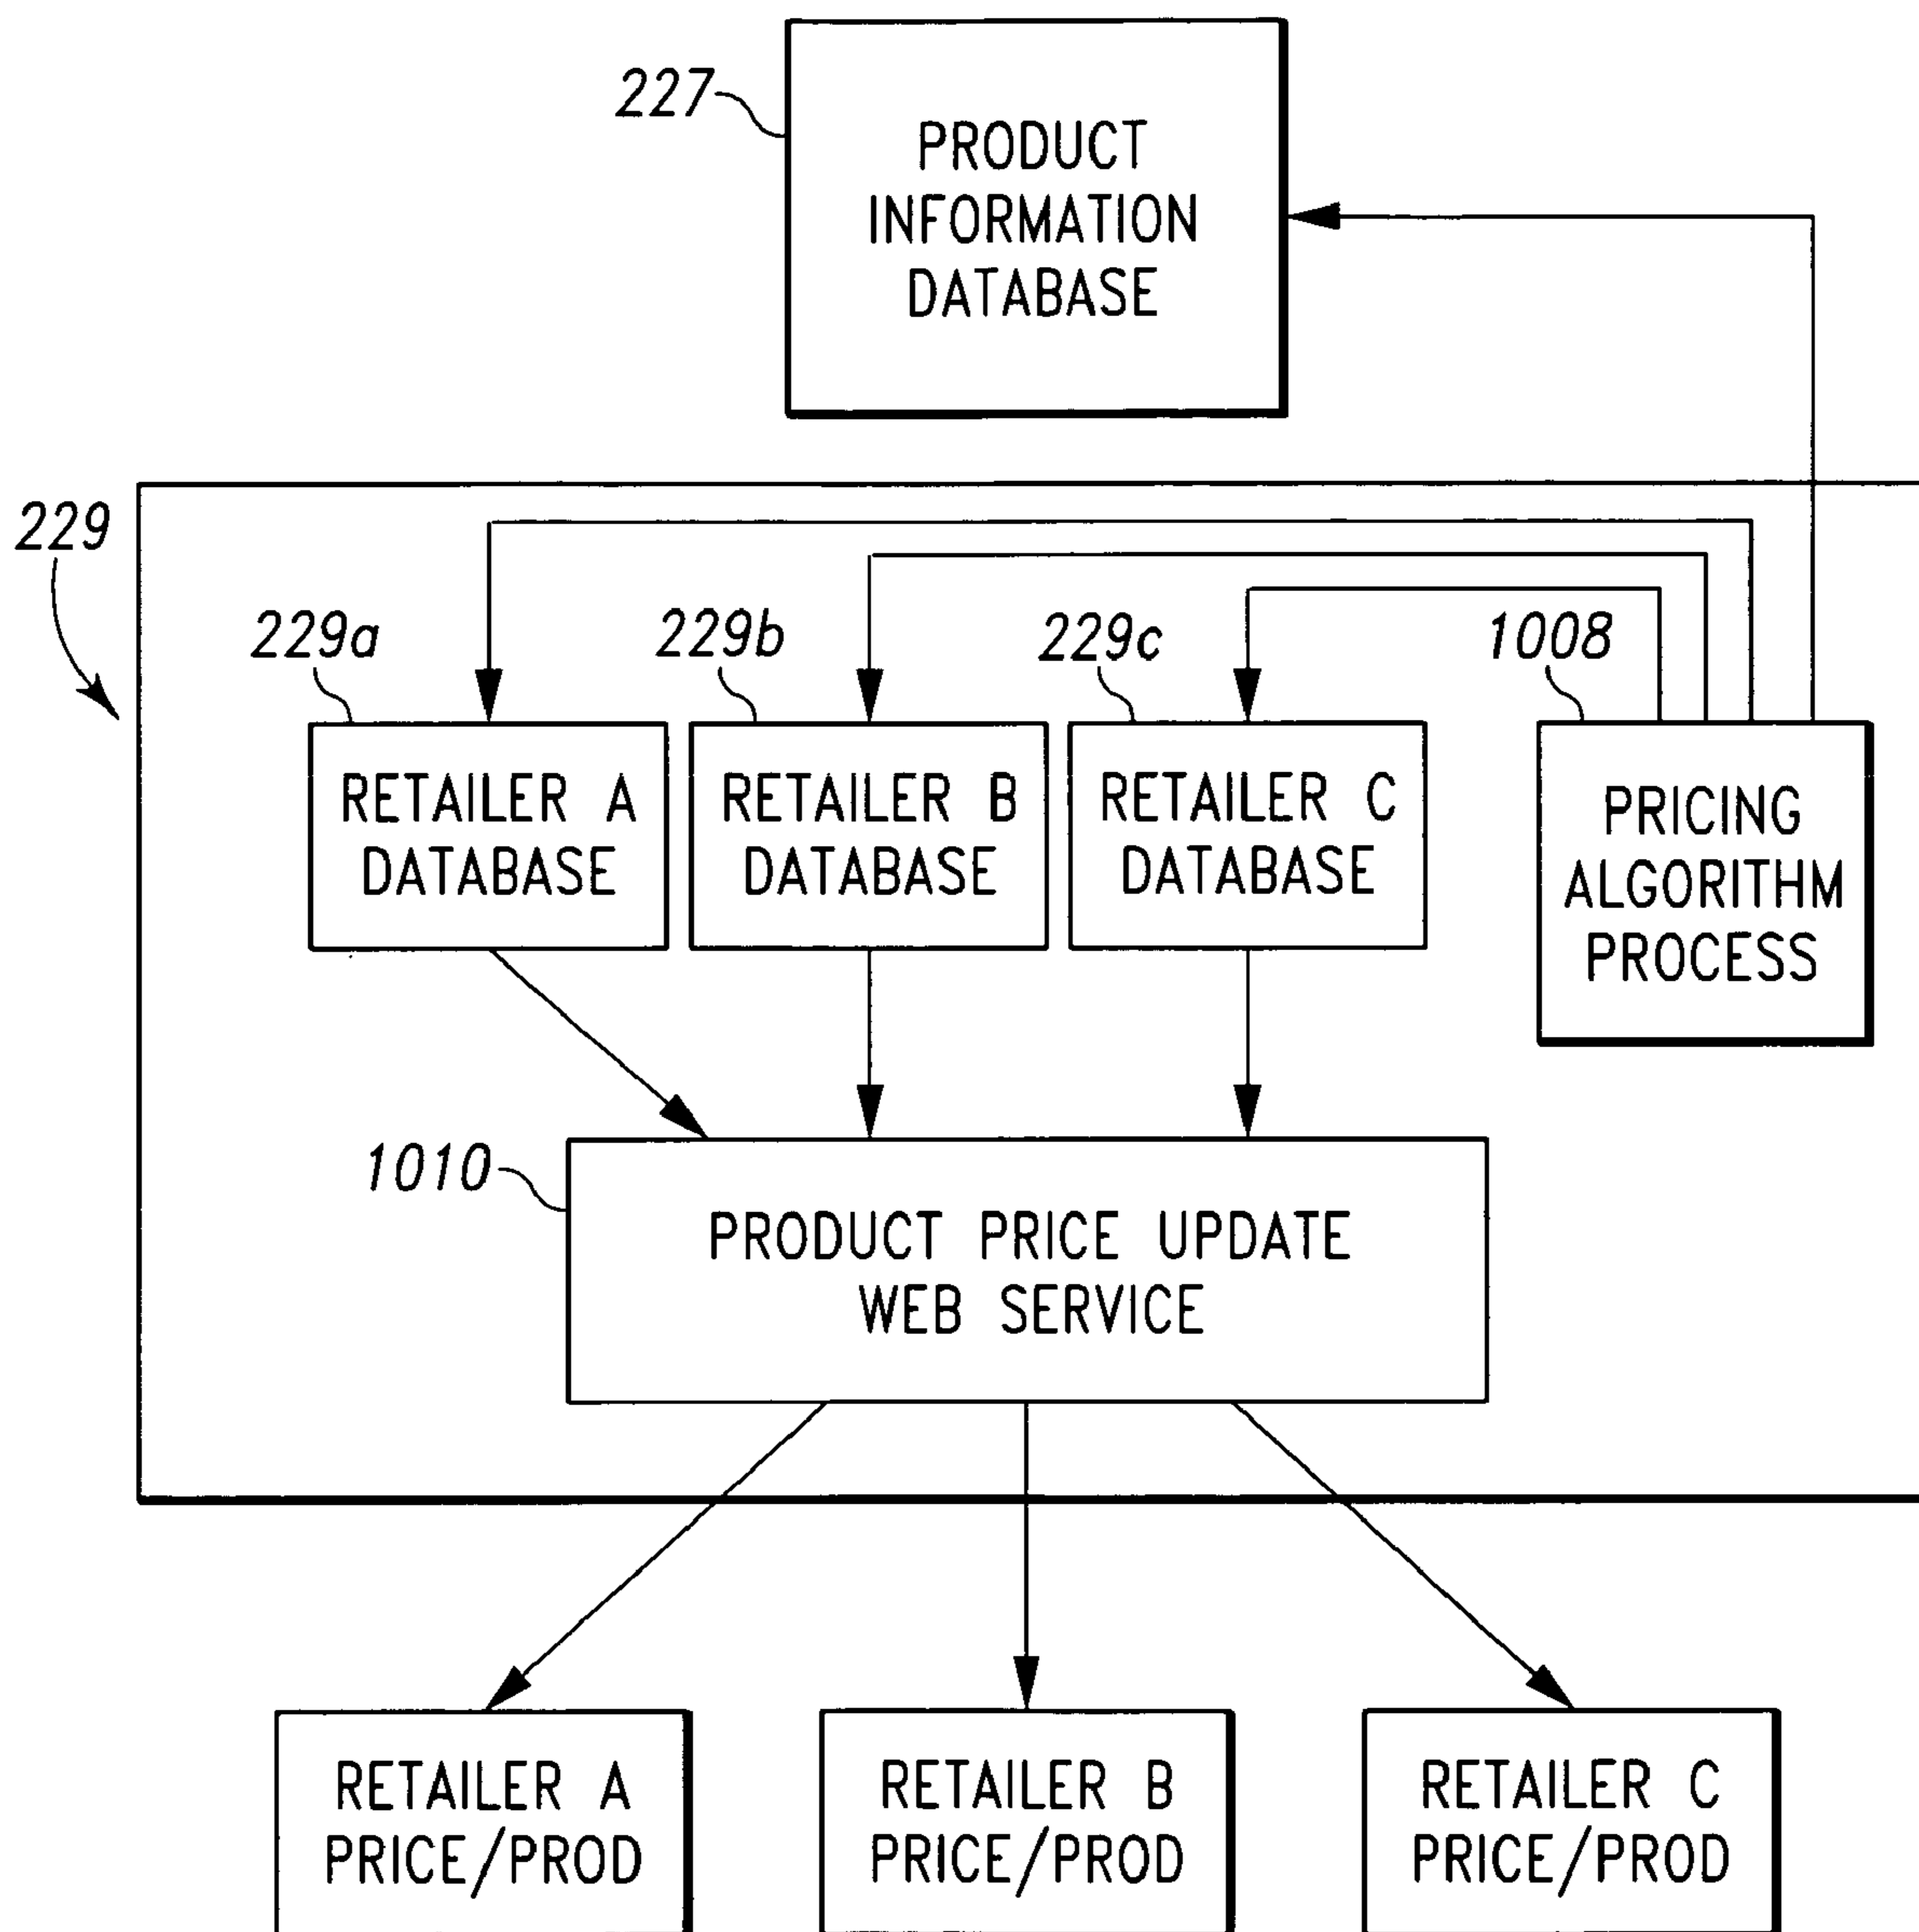 227
PRODUCT
INFORMATION
DATABASE
229
229a
229b
229c
1008
RETAILER A
DATABASE
RETAILER B
DATABASE
RETAILER C
DATABASE
PRICING
ALGORITHM
PROCESS
1010
PRODUCT PRICE UPDATE
WEB SERVICE
RETAILER A
PRICE/PROD
RETAILER B
PRICE/PROD
RETAILER C
PRICE/PROD